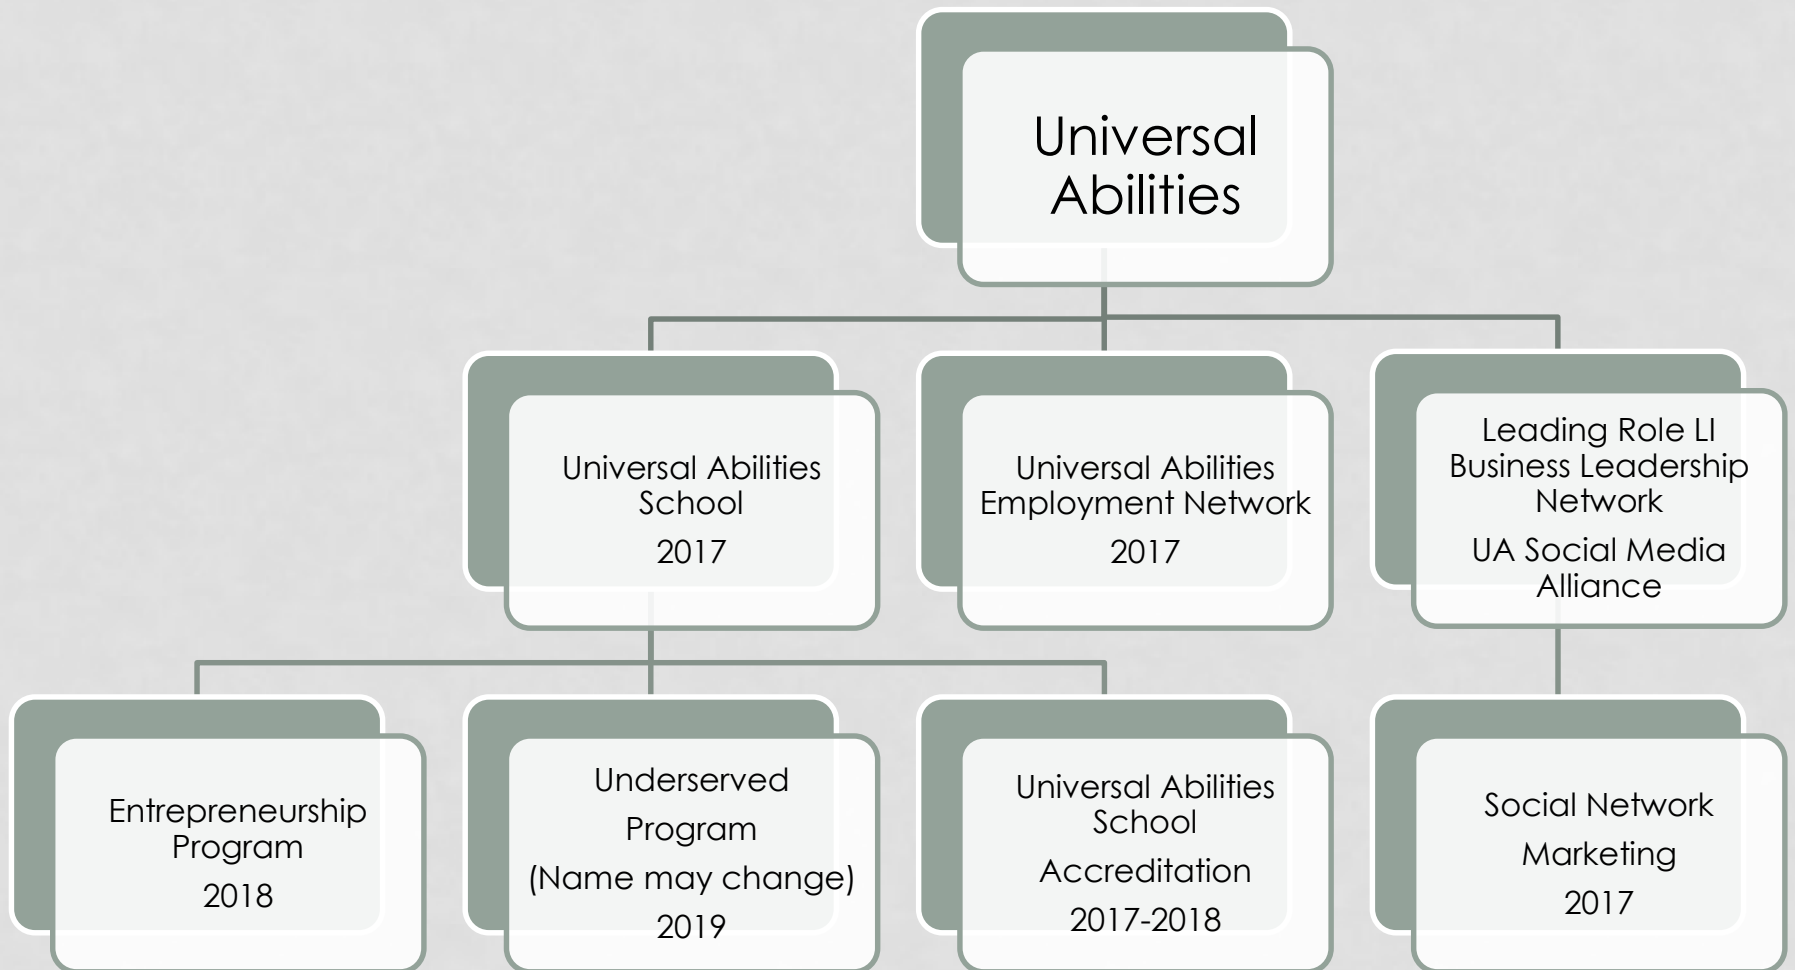 Universal
Abilities
Universal Abilities
School
2017
Universal Abilities
Employment Network
2017
Leading Role LI
Business Leadership
Network
UA Social Media
Alliance
Entrepreneurship
Program
2018
Underserved
Program
(Name may change)
2019
Universal Abilities
School
Accreditation
2017-2018
Social Network
Marketing
2017